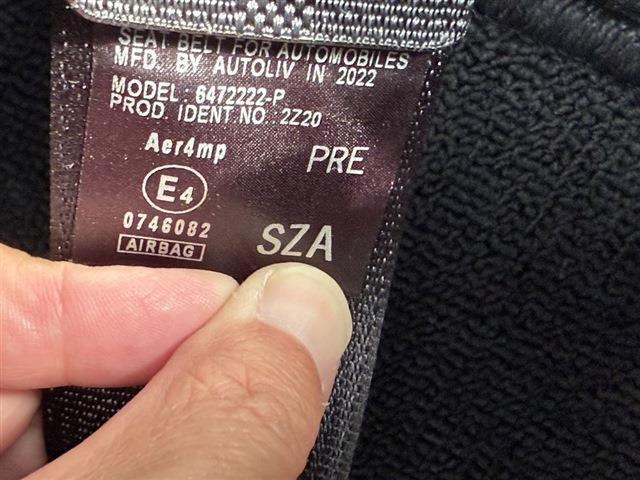 SEAT BELT FOR AUTOMOBILES
MFD. BY AUTOLIV IN 2022
MODEL: 6472222-P
PROD. IDENT NO. 2Z20
Aer4mp
PRE
E4
0746082
AIRBAG
SZA